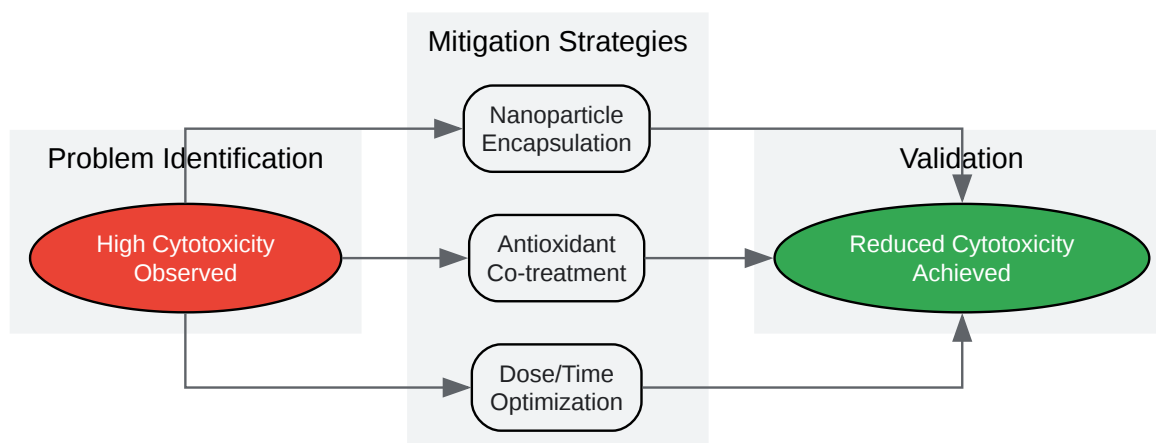 Mitigation Strategies
Nanoparticle
Encapsulation
Problem Identification
Validation
High Cytotoxicity
Observed
Antioxidant
Co-treatment
Reduced Cytotoxicity
Achieved
Dose/Time
Optimization